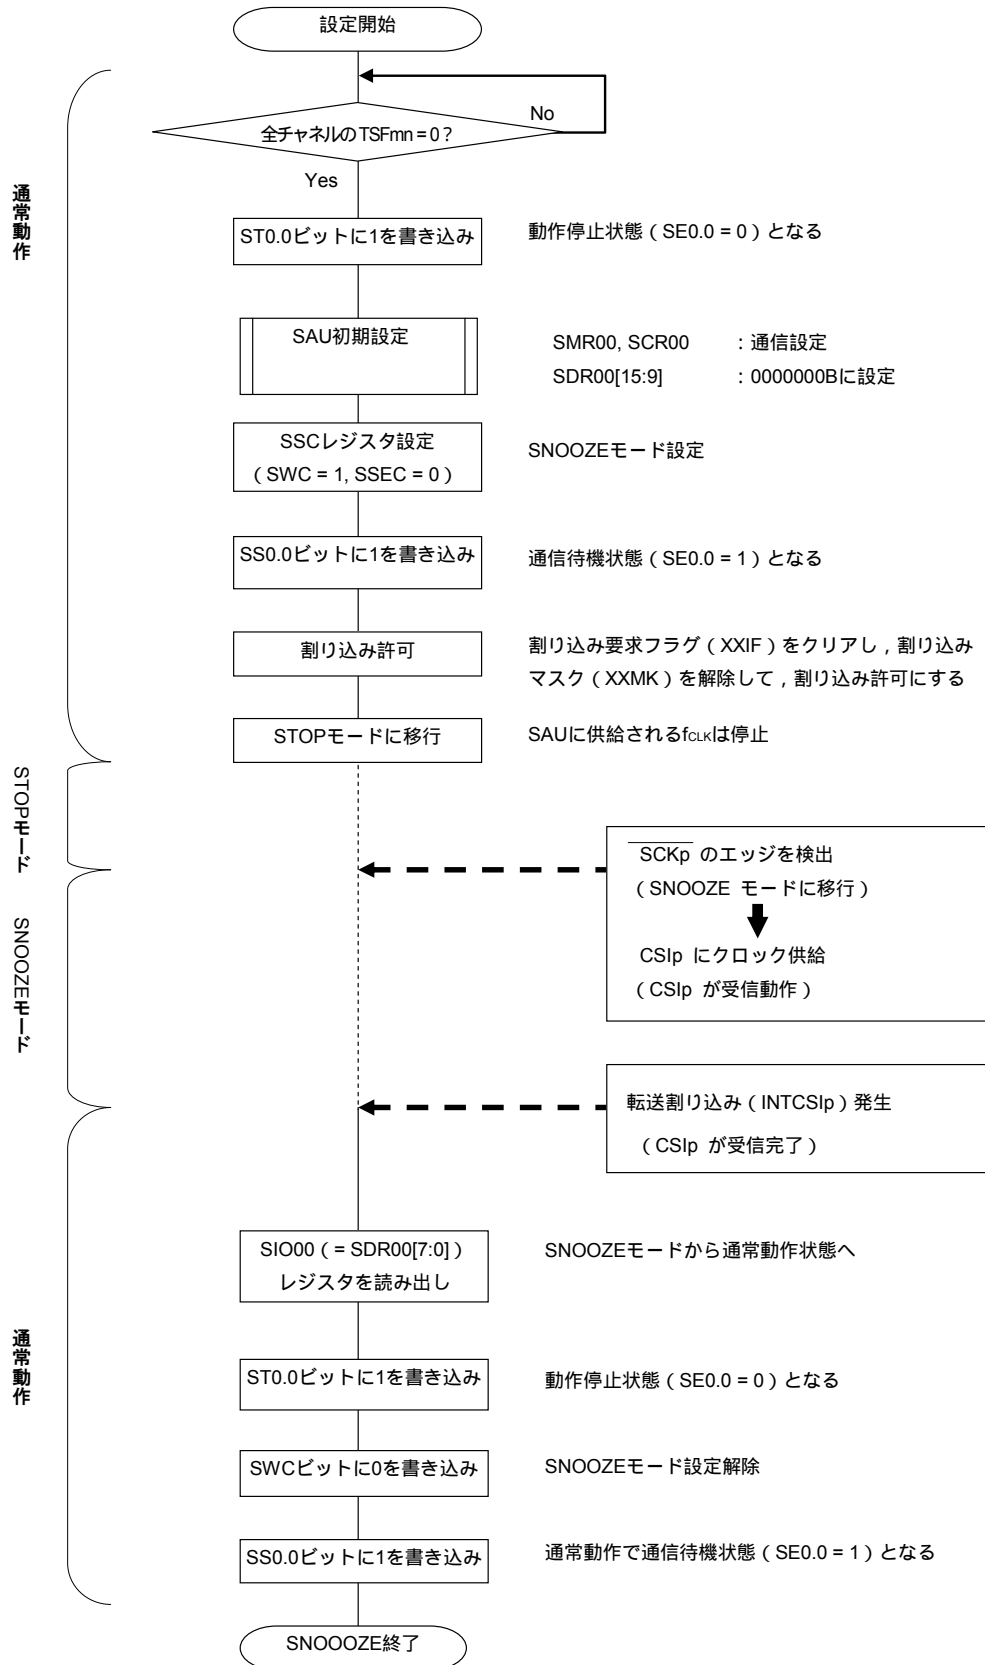 設定開始
No
全チャネルのTSFmn = 0 ?
Yes
通常動作
ST0.0ビットに1を書き込み
動作停止状態（SE0.0 = 0）となる
SAU初期設定
SMR00, SCR00 ：通信設定
SDR00[15:9] ：0000000Bに設定
SSCレジスタ設定
（SWC = 1, SSEC = 0）
SNOOZEモード設定
SS0.0ビットに1を書き込み
通信待機状態（SE0.0 = 1）となる
割り込み許可
割り込み要求フラグ（XXIF）をクリアし，割り込み
マスク（XXMK）を解除して，割り込み許可にする
STOPモードに移行
SAUに供給されるfCLKは停止
STOPモード
SCKp のエッジを検出
（SNOOZE モードに移行）
CSIp にクロック供給
（CSIp が受信動作）
SNOOZEモード
転送割り込み（INTCSIp）発生
（CSIp が受信完了）
SIO00（= SDR00[7:0]）
レジスタを読み出し
SNOOZEモードから通常動作状態へ
通常動作
ST0.0ビットに1を書き込み
動作停止状態（SE0.0 = 0）となる
SWCビットに0を書き込み
SNOOZEモード設定解除
SS0.0ビットに1を書き込み
通常動作で通信待機状態（SE0.0 = 1）となる
SNOOOZE終了